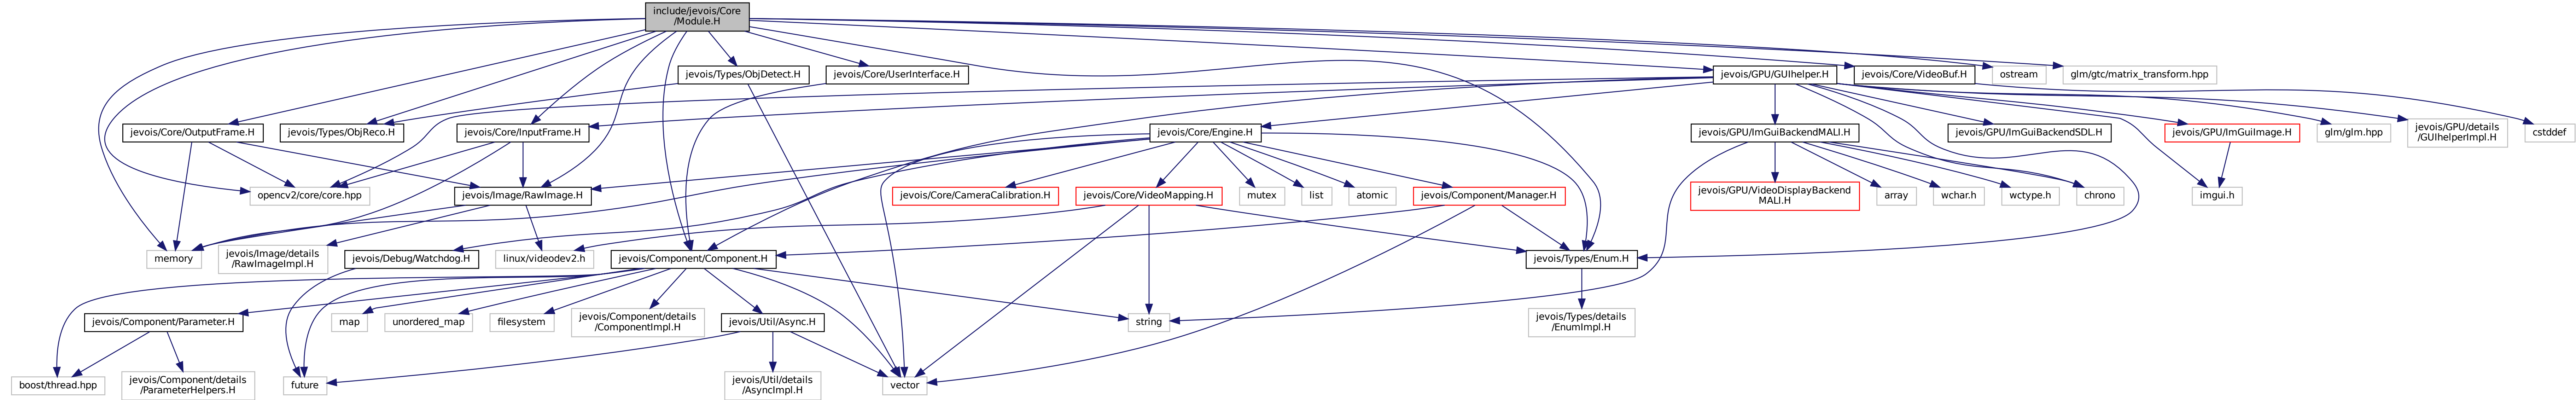 include/jevois/Core
/Module.H
jevois/Types/ObjDetect.H
jevois/Core/UserInterface.H
jevois/GPU/GUIhelper.H
jevois/Core/VideoBuf.H
ostream
glm/gtc/matrix_transform.hpp
jevois/Core/OutputFrame.H
jevois/Types/ObjReco.H
jevois/Core/InputFrame.H
jevois/Core/Engine.H
jevois/GPU/ImGuiBackendMALI.H
jevois/GPU/ImGuiBackendSDL.H
jevois/GPU/ImGuiImage.H
glm/glm.hpp
jevois/GPU/details
/GUIhelperImpl.H
cstddef
opencv2/core/core.hpp
jevois/Image/RawImage.H
jevois/Core/CameraCalibration.H
jevois/Core/VideoMapping.H
mutex
list
atomic
jevois/Component/Manager.H
jevois/GPU/VideoDisplayBackend
MALI.H
array
wchar.h
wctype.h
chrono
imgui.h
memory
jevois/Image/details
/RawImageImpl.H
jevois/Debug/Watchdog.H
linux/videodev2.h
jevois/Component/Component.H
jevois/Types/Enum.H
jevois/Component/Parameter.H
map
unordered_map
filesystem
jevois/Component/details
/ComponentImpl.H
jevois/Util/Async.H
string
jevois/Types/details
/EnumImpl.H
boost/thread.hpp
jevois/Component/details
/ParameterHelpers.H
future
jevois/Util/details
/AsyncImpl.H
vector